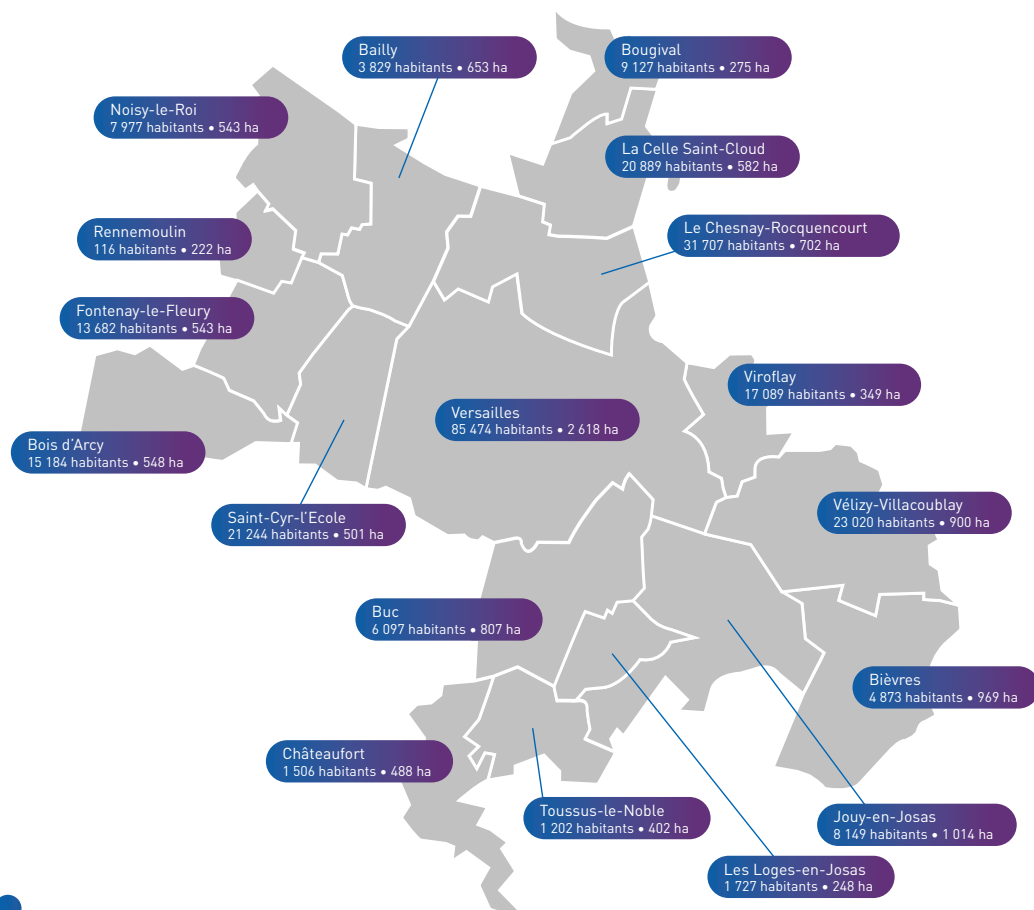 Bailly
3 829 habitants • 653 ha
Bougival
9 127 habitants • 275 ha
Noisy-le-Roi
7 977 habitants • 543 ha
La Celle Saint-Cloud
20 889 habitants • 582 ha
Rennemoulin
116 habitants • 222 ha
Le Chesnay-Rocquencourt
31 707 habitants • 702 ha
Fontenay-le-Fleury
13 682 habitants • 543 ha
Viroflay
17 089 habitants • 349 ha
Versailles
85 474 habitants • 2 618 ha
Bois d'Arcy
15 184 habitants • 548 ha
Vélizy-Villacoublay
23 020 habitants • 900 ha
Saint-Cyr-l'Ecole
21 244 habitants • 501 ha
Buc
6 097 habitants • 807 ha
Bièvres
4 873 habitants • 969 ha
Châteaufort
1 506 habitants • 488 ha
Toussus-le-Noble
1 202 habitants • 402 ha
Jouy-en-Josas
8 149 habitants • 1 014 ha
Les Loges-en-Josas
1 727 habitants • 248 ha